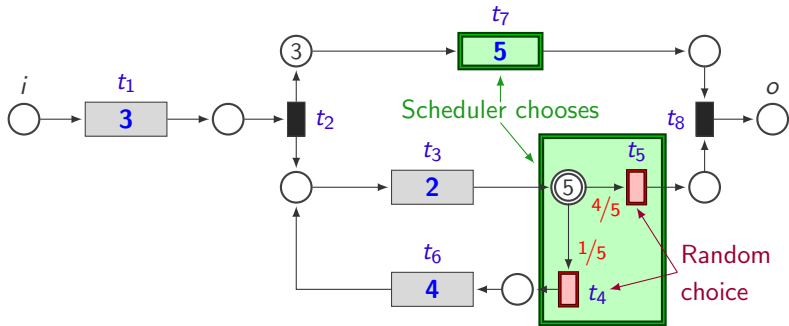 t7
3
5
i
t1
o
3
t2
Scheduler chooses
t8
t3
t5
2
5
4/5
1/5
t6
Random
4
t4
choice